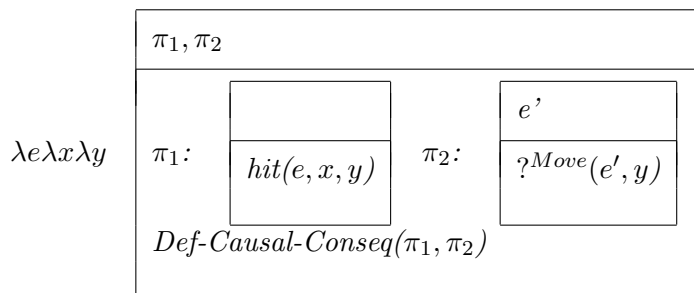 π₁, π₂
e’
λeλxλy π₁: hit(e, x, y) π₂: ?ᴹᵒᵛᵉ(e′, y)
Def-Causal-Conseq(π₁, π₂)